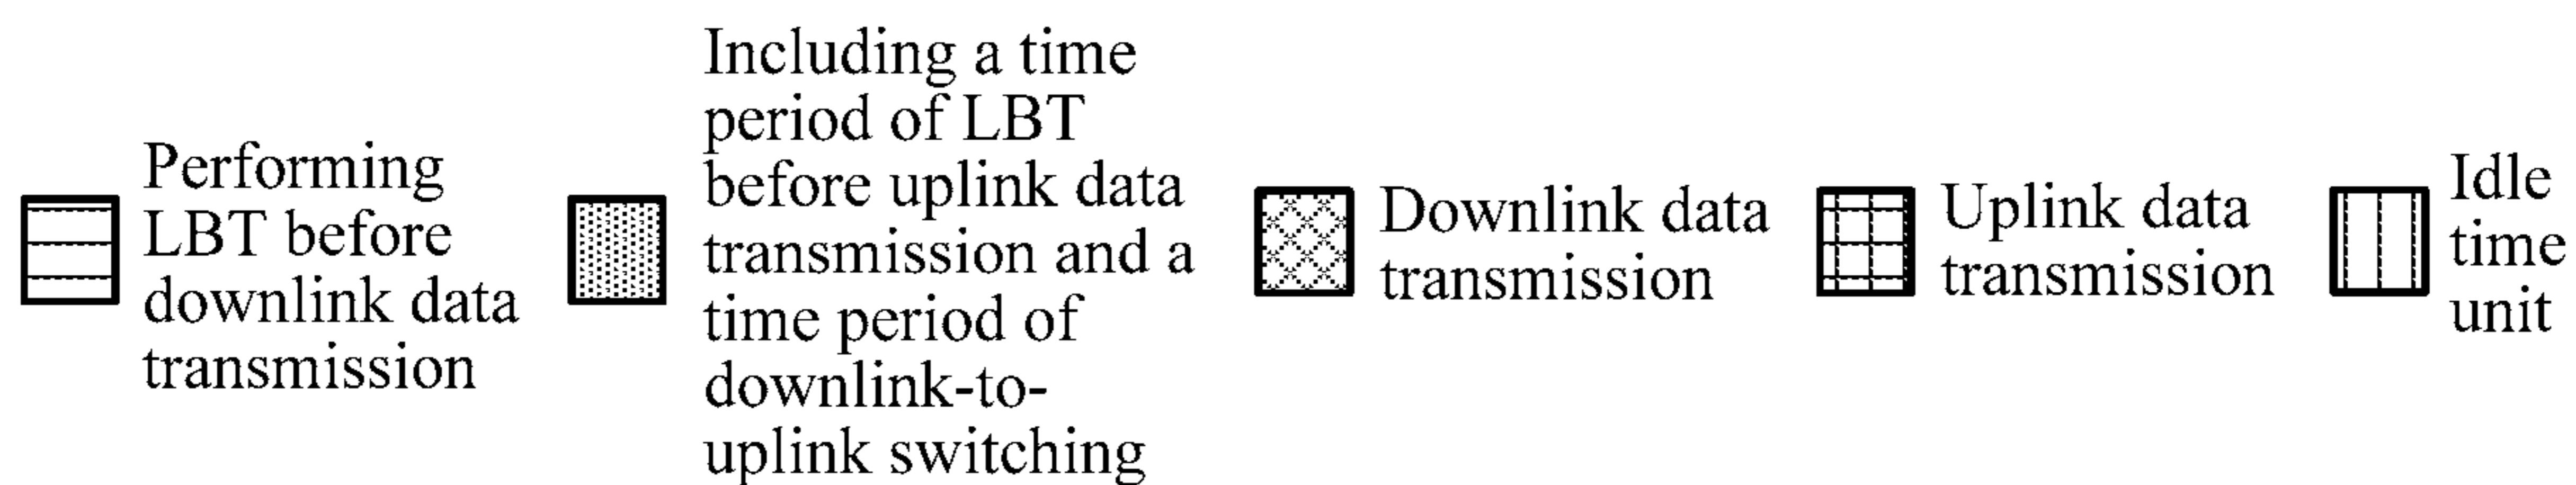 Performing
LBT before
downlink data
transmission
Including a time
period of LBT
before uplink data
transmission and a
time period of
downlink-to-
uplink switching
Downlink data
transmission
Uplink data
transmission
Idle
time
unit